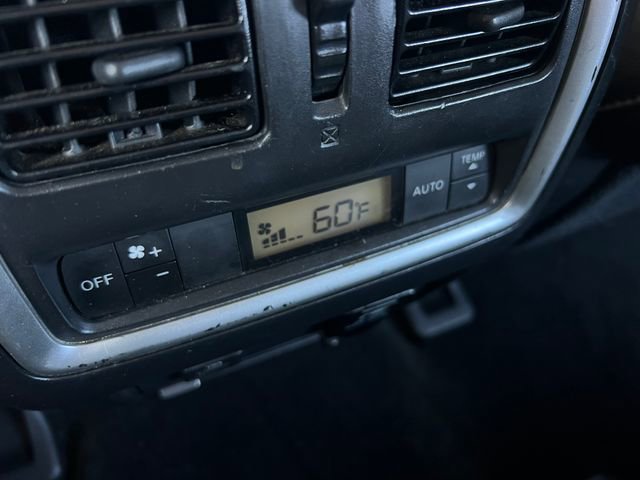 60°F
AUTO
TEMP
OFF
+
-